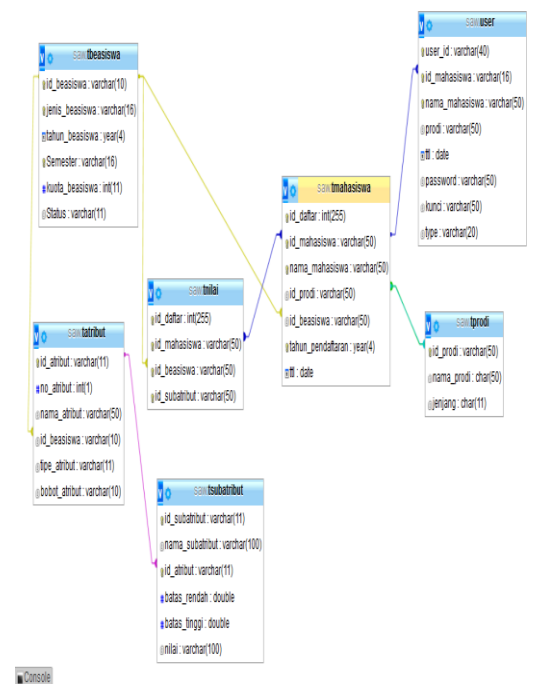 saw tbeasiswa
id_beasiswa : varchar(10)
jenis_beasiswa : varchar(16)
tahun_beasiswa : year(4)
Semester : varchar(16)
kuota_beasiswa : int(11)
Status : varchar(11)
saw user
user_id : varchar(40)
id_mahasiswa : varchar(16)
nama_mahasiswa : varchar(50)
prodi : varchar(50)
ttl : date
password : varchar(50)
kunci : varchar(50)
type : varchar(20)
saw tmahasiswa
id_daftar : int(255)
id_mahasiswa : varchar(50)
nama_mahasiswa : varchar(50)
id_prodi : varchar(50)
id_beasiswa : varchar(50)
tahun_pendaftaran : year(4)
ttl : date
saw tnilai
id_daftar : int(255)
id_mahasiswa : varchar(50)
id_beasiswa : varchar(50)
id_subatribut : varchar(50)
saw tprodi
id_prodi : varchar(50)
nama_prodi : char(50)
jenjang : char(11)
saw tatribut
id_atribut : varchar(11)
no_atribut : int(1)
nama_atribut : varchar(50)
id_beasiswa : varchar(10)
tipe_atribut : varchar(11)
bobot_atribut : varchar(10)
saw tsubatribut
id_subatribut : varchar(11)
nama_subatribut : varchar(100)
id_atribut : varchar(11)
batas_rendah : double
batas_tinggi : double
nilai : varchar(100)
Console